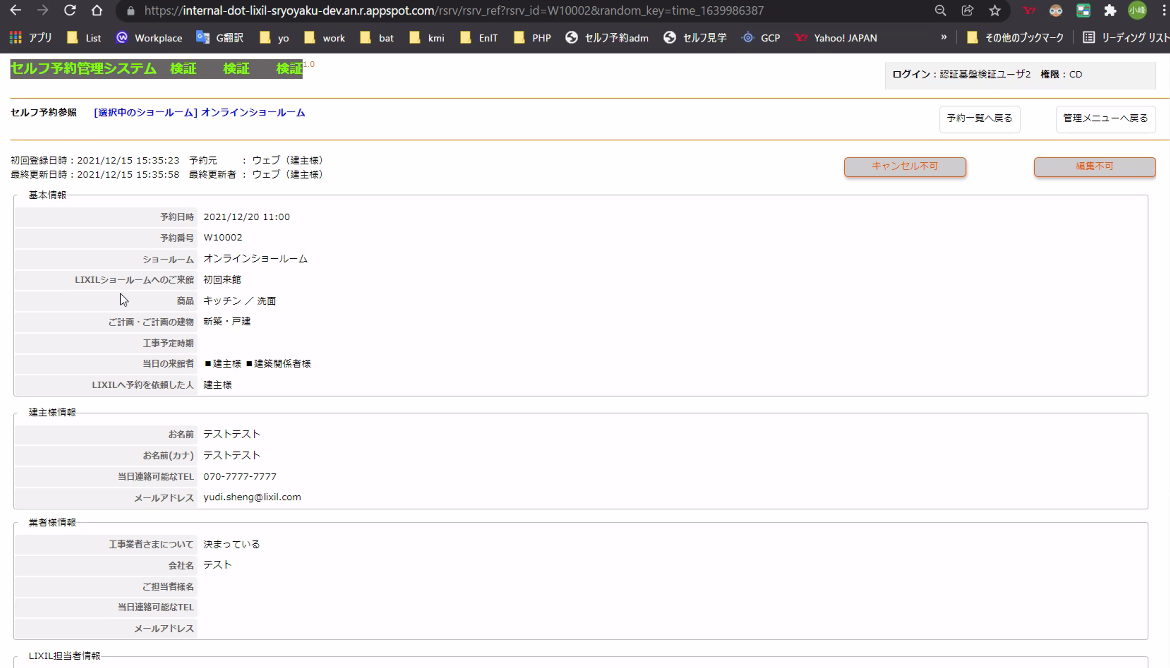 https://internal-dot-lixil-sryoyaku-dev.an.r.appspot.com/rsrv/rsrv_ref?rsrv_id=W10002&random_key=time_1639986387
小峰
アプリ List Workplace G翻訳 yo work bat kmi EnIT PHP セルフ予約adm セルフ見学 GCP Yahoo! JAPAN » その他のブックマーク リーディング リスト
セルフ予約管理システム 検証 検証 検証 1.0
ログイン：認証基盤検証ユーザ2 権限：CD
セルフ予約参照 [選択中のショールーム] オンラインショールーム
予約一覧へ戻る 管理メニューへ戻る
初回登録日時：2021/12/15 15:35:23 予約元 ：ウェブ（建主様）
最終更新日時：2021/12/15 15:35:58 最終更新者 ：ウェブ（建主様）
キャンセル不可 編集不可
基本情報
予約日時 2021/12/20 11:00
予約番号 W10002
ショールーム オンラインショールーム
LIXILショールームへのご来館 初回来館
商品 キッチン ／ 洗面
ご計画・ご計画の建物 新築・戸建
工事予定時期
当日の来館者 ■建主様 ■建築関係者様
LIXILへ予約を依頼した人 建主様
建主様情報
お名前 テストテスト
お名前(カナ) テストテスト
当日連絡可能なTEL 070-7777-7777
メールアドレス yudi.sheng@lixil.com
業者様情報
工事業者さまについて 決まっている
会社名 テスト
ご担当者様名
当日連絡可能なTEL
メールアドレス
LIXIL担当者情報